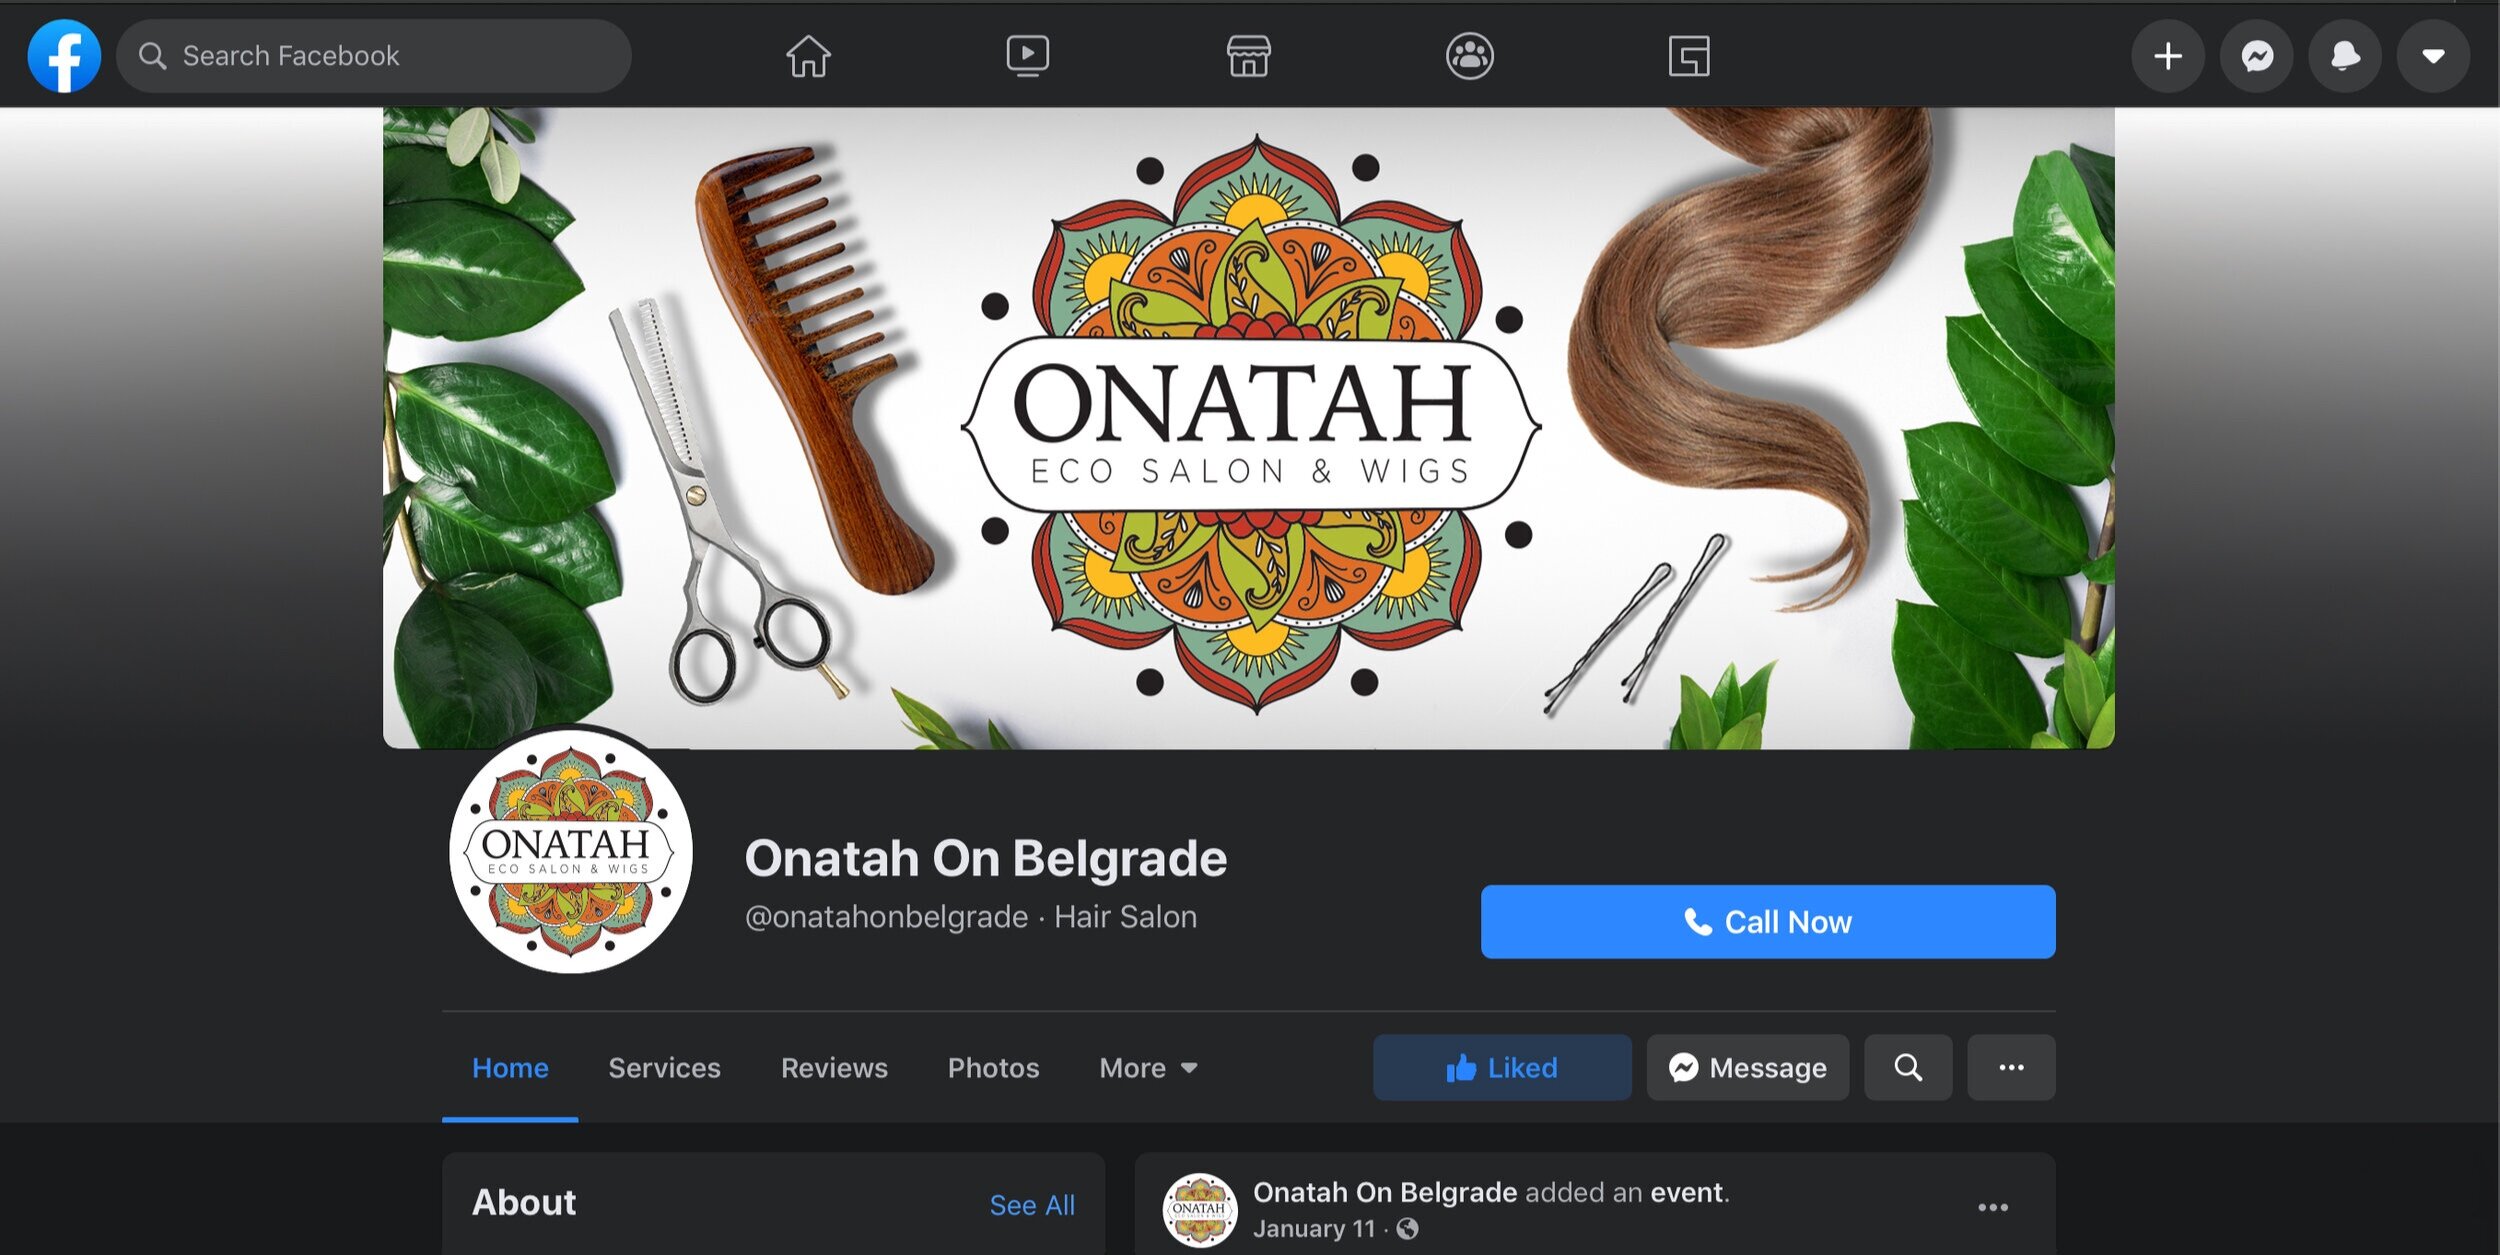 Search Facebook
ONATAH
ECO SALON & WIGS
ONATAH
ECO SALON & WIGS
Onatah On Belgrade
@onatahonbelgrade · Hair Salon
Call Now
Home
Services
Reviews
Photos
More
Liked
Message
About
See All
Onatah On Belgrade added an event.
January 11 ·
ONATAH